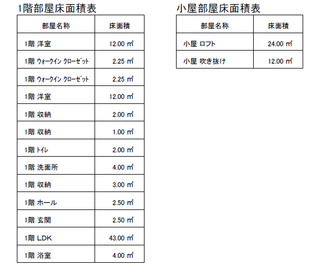 1階部屋床面積表
部屋名称 床面積
1階 洋室 12.00 ㎡
1階 ウォークイン クローゼット 2.25 ㎡
1階 ウォークイン クローゼット 2.25 ㎡
1階 洋室 12.00 ㎡
1階 収納 2.00 ㎡
1階 収納 1.00 ㎡
1階 トイレ 2.00 ㎡
1階 洗面所 4.00 ㎡
1階 収納 3.00 ㎡
1階 ホール 2.50 ㎡
1階 玄関 2.50 ㎡
1階 LDK 43.00 ㎡
1階 浴室 4.00 ㎡
小屋部屋床面積表
部屋名称 床面積
小屋 ロフト 24.00 ㎡
小屋 吹き抜け 12.00 ㎡